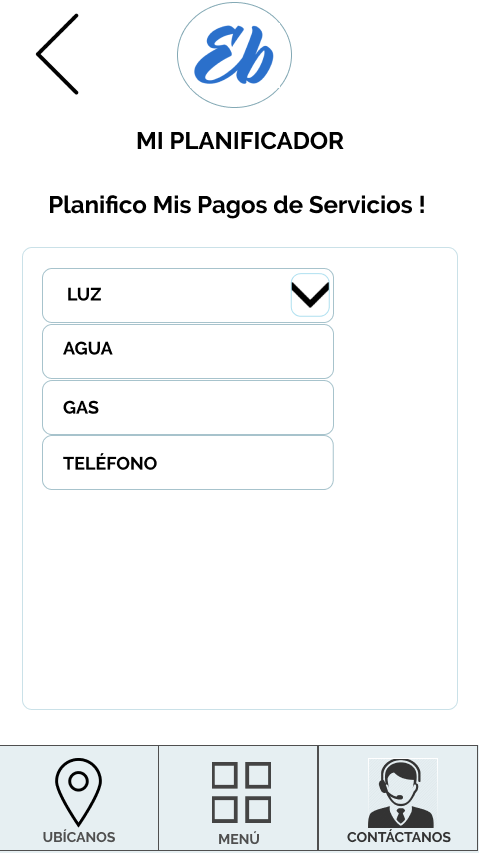 Eb
MI PLANIFICADOR
Planifico Mis Pagos de Servicios !
LUZ
AGUA
GAS
TELÉFONO
UBÍCANOS
MENÚ
CONTÁCTANOS